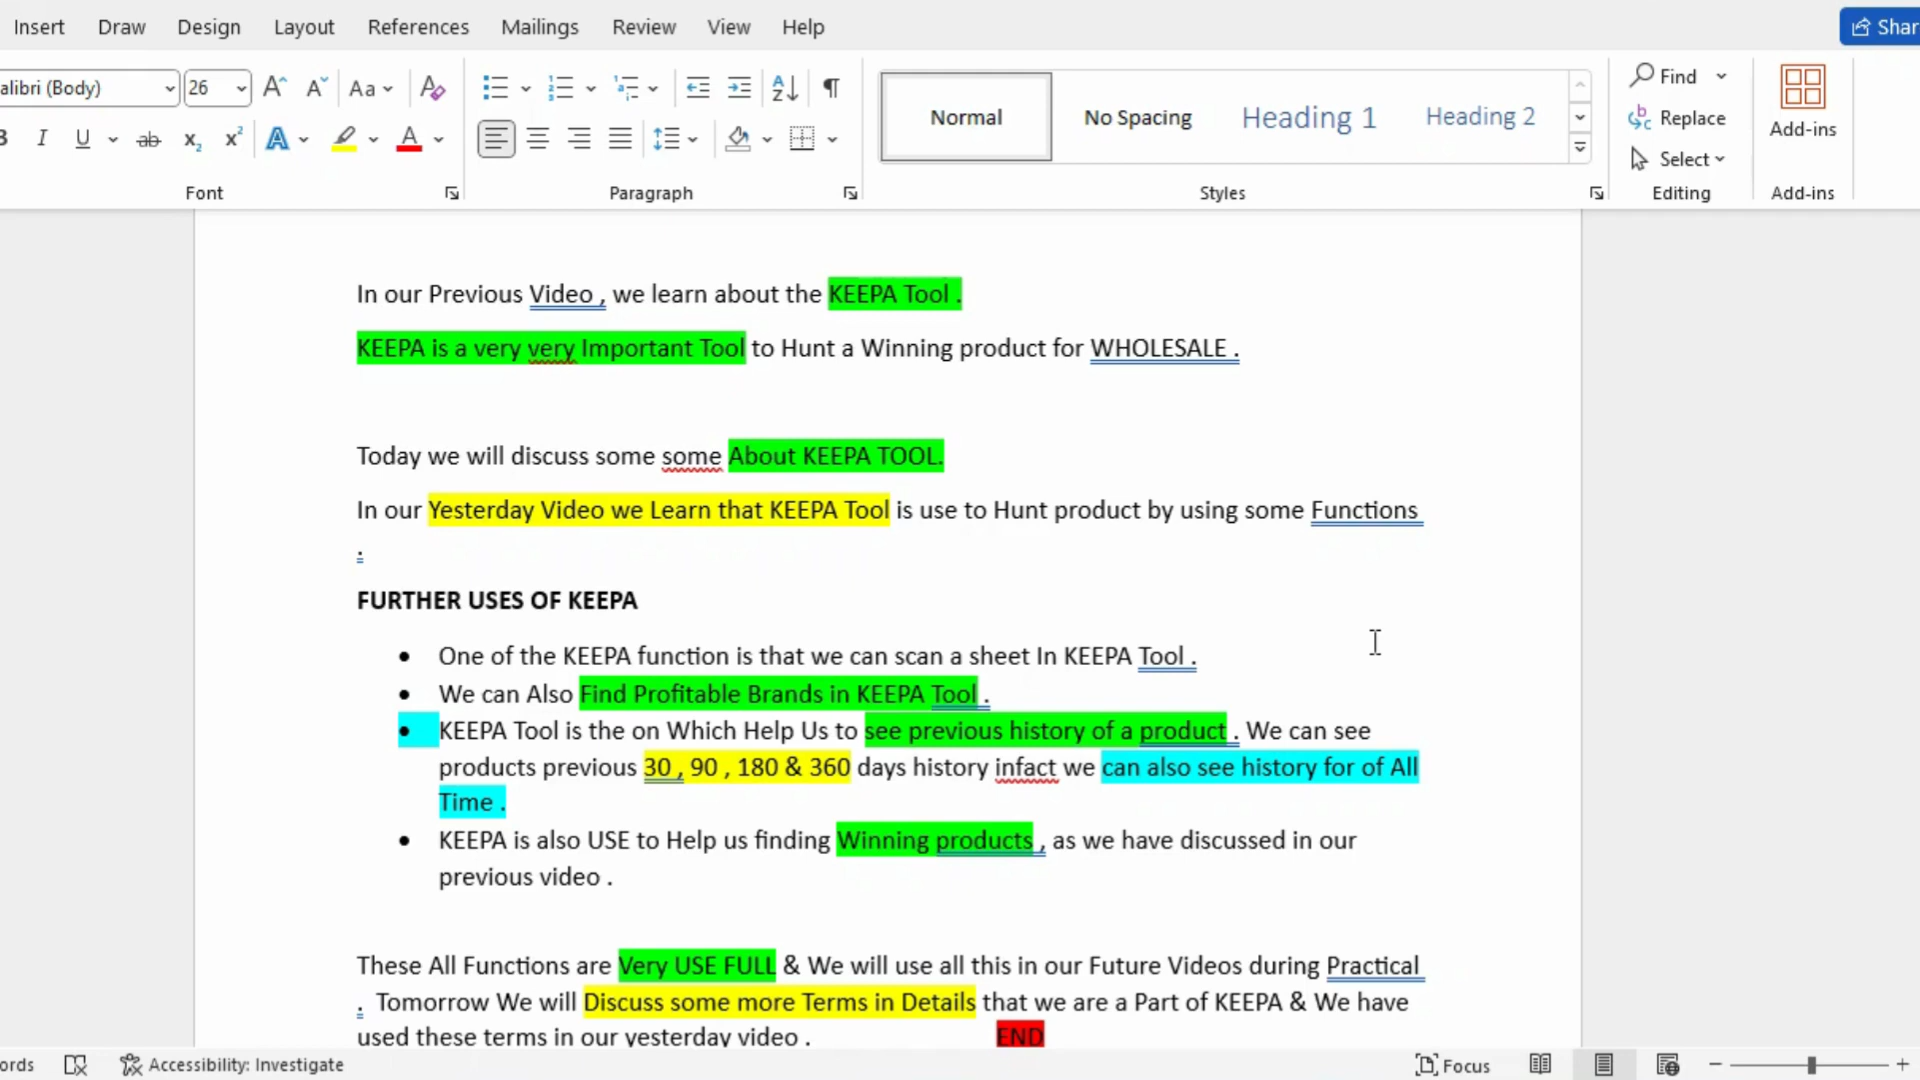 Insert Draw Design Layout References Mailings Review View Help Shar
alibri (Body) 26 Aa Find
Normal No Spacing Heading 1 Heading 2 Replace Add-ins
B I U ab x₂ x² A A Select
Font Paragraph Styles Editing Add-ins
In our Previous Video , we learn about the KEEPA Tool .
KEEPA is a very very Important Tool to Hunt a Winning product for WHOLESALE .
Today we will discuss some some About KEEPA TOOL.
In our Yesterday Video we Learn that KEEPA Tool is use to Hunt product by using some Functions
.
FURTHER USES OF KEEPA
• One of the KEEPA function is that we can scan a sheet In KEEPA Tool .
• We can Also Find Profitable Brands in KEEPA Tool .
• KEEPA Tool is the on Which Help Us to see previous history of a product . We can see
products previous 30 , 90 , 180 & 360 days history infact we can also see history for of All
Time .
• KEEPA is also USE to Help us finding Winning products , as we have discussed in our
previous video .
These All Functions are Very USE FULL & We will use all this in our Future Videos during Practical
. Tomorrow We will Discuss some more Terms in Details that we are a Part of KEEPA & We have
used these terms in our yesterday video . END
ords Accessibility: Investigate Focus